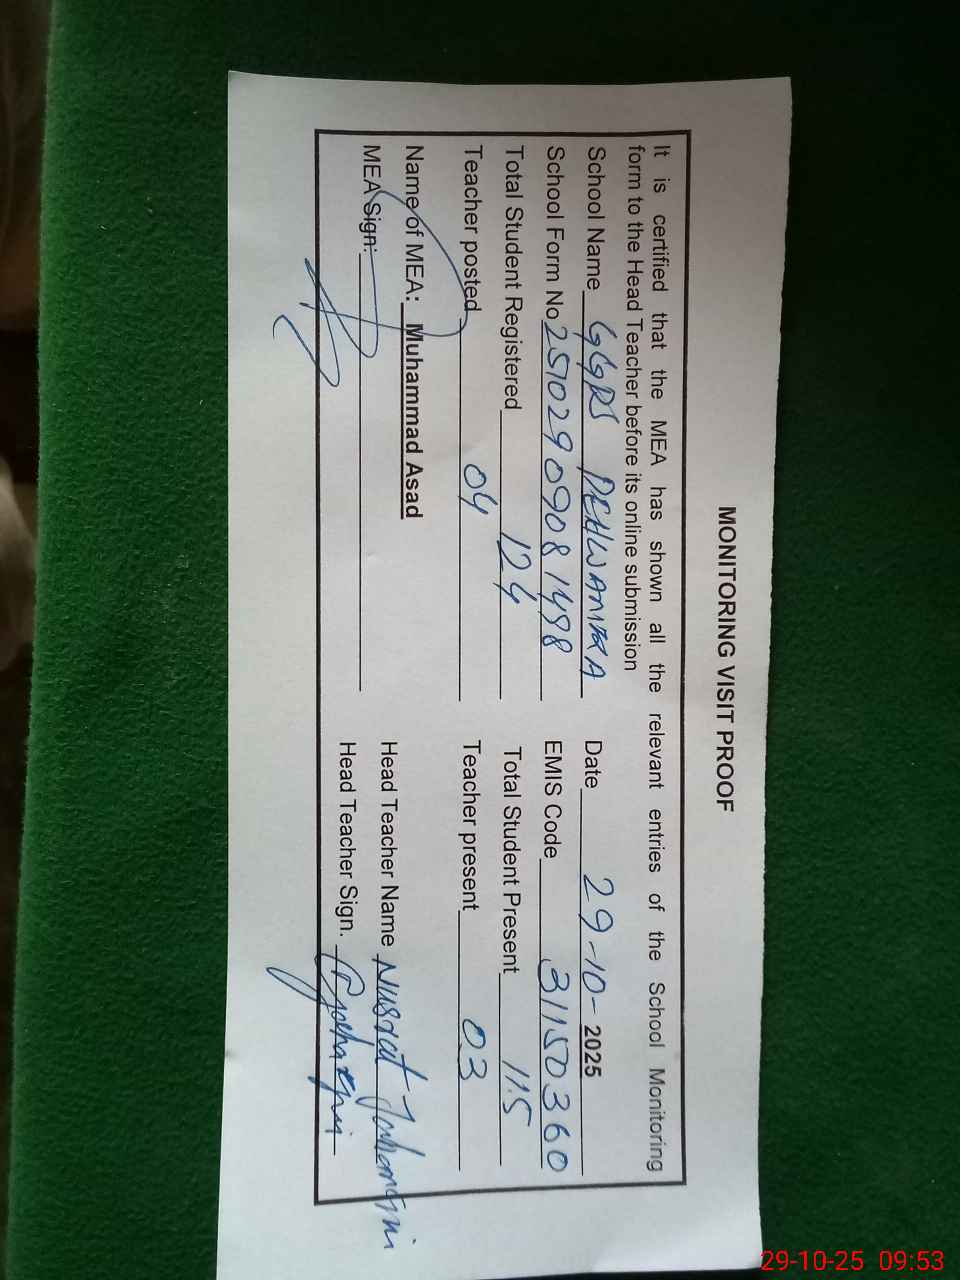 MONITORING VISIT PROOF
It is certified that the MEA has shown all the relevant entries of the School Monitoring
form to the Head Teacher before its online submission
School Name GGPS Date 29-10-2025
School Form No 25102909081498 EMIS Code 31150360
Total Student Registered 124 Total Student Present 115
Teacher posted 04 Teacher present 03
Name of MEA: Muhammad Asad Head Teacher Name Nusrat
MEA Sign: Head Teacher Sign.
29-10-25 09:53